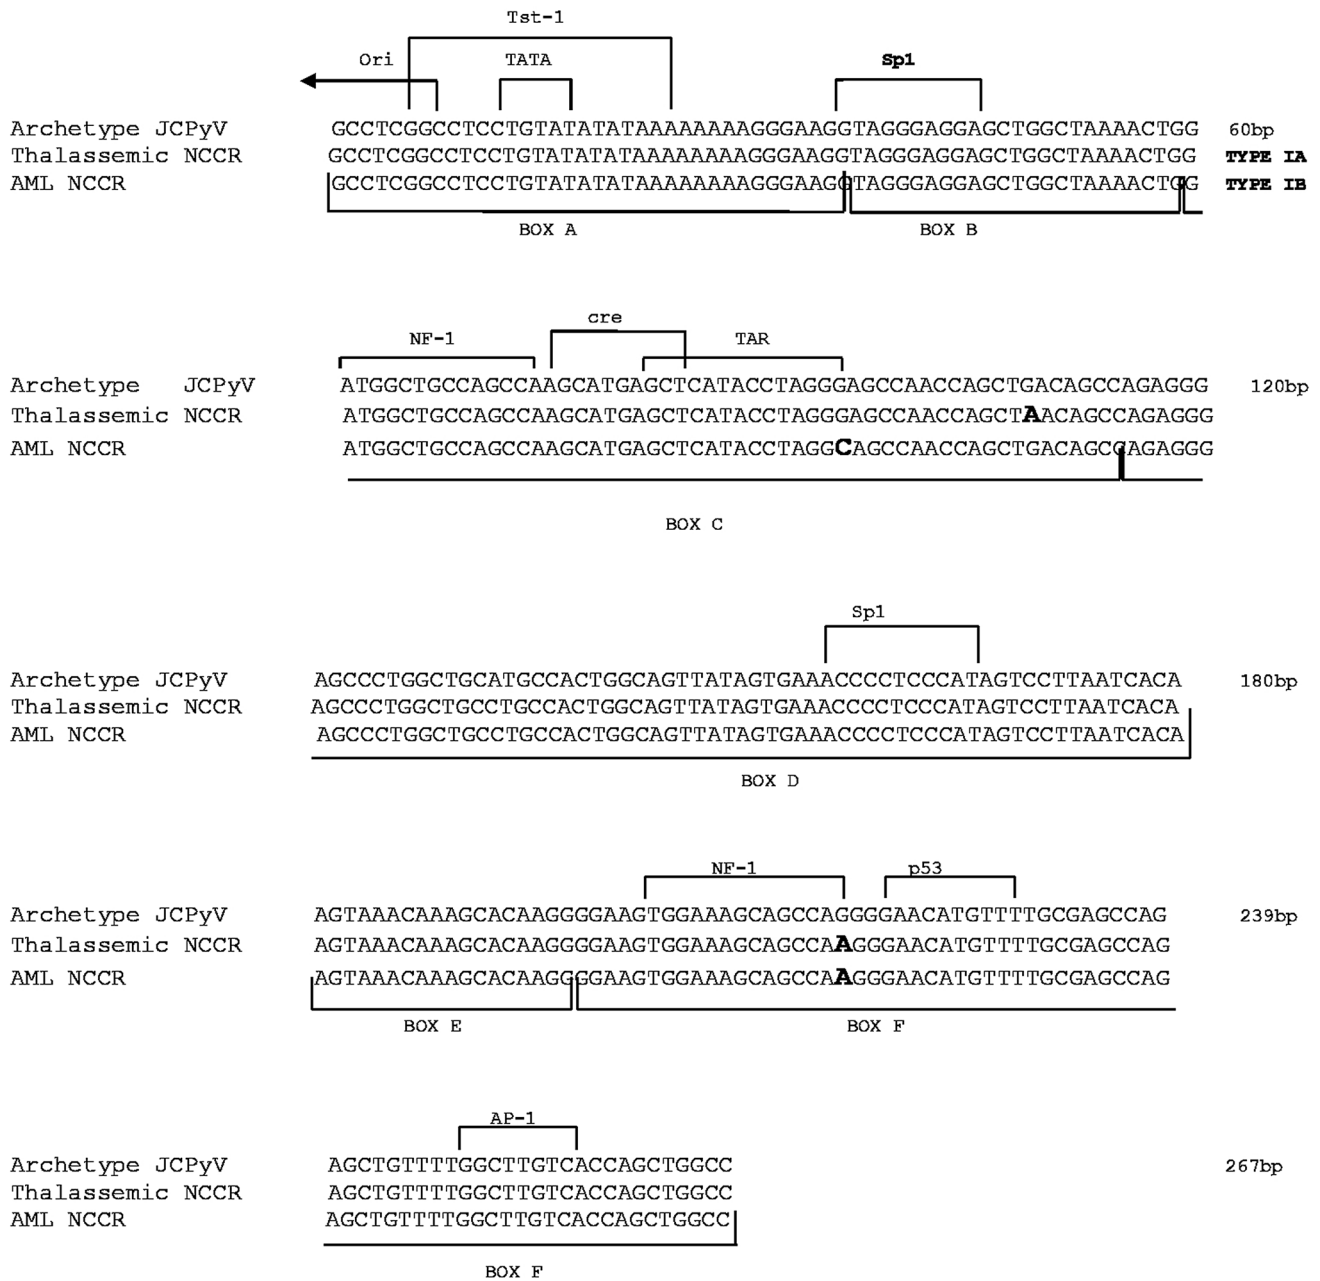 Tst-1
Ori TATA Sp1
Archetype JCPyV GCCTCGGCCTCCTGTATATATAAAAAAAAGGGAAGGTAGGGAGGAGCTGGCTAAAACTGG 60bp
Thalassemic NCCR GCCTCGGCCTCCTGTATATATAAAAAAAAGGGAAGGTAGGGAGGAGCTGGCTAAAACTGG TYPE IA
AML NCCR GCCTCGGCCTCCTGTATATATAAAAAAAAGGGAAGGTAGGGAGGAGCTGGCTAAAACTGG TYPE IB
BOX A BOX B
cre
NF-1 TAR
Archetype JCPyV ATGGCTGCCAGCCAAGCATGAGCTCATACCTAGGGAGCCAACCAGCTGACAGCCAGAGGG 120bp
Thalassemic NCCR ATGGCTGCCAGCCAAGCATGAGCTCATACCTAGGGAGCCAACCAGCTAACAGCCAGAGGG
AML NCCR ATGGCTGCCAGCCAAGCATGAGCTCATACCTAGGCAGCCAACCAGCTGACAGCCAGAGGG
BOX C
Sp1
Archetype JCPyV AGCCCTGGCTGCATGCCACTGGCAGTTATAGTGAAACCCCTCCCATAGTCCTTAATCACA 180bp
Thalassemic NCCR AGCCCTGGCTGCCTGCCACTGGCAGTTATAGTGAAACCCCTCCCATAGTCCTTAATCACA
AML NCCR AGCCCTGGCTGCCTGCCACTGGCAGTTATAGTGAAACCCCTCCCATAGTCCTTAATCACA
BOX D
NF-1 p53
Archetype JCPyV AGTAAACAAAGCACAAGGGGAAGTGGAAAGCAGCCAGGGGAACATGTTTTGCGAGCCAG 239bp
Thalassemic NCCR AGTAAACAAAGCACAAGGGGAAGTGGAAAGCAGCCAAGGGAACATGTTTTGCGAGCCAG
AML NCCR AGTAAACAAAGCACAAGGGGAAGTGGAAAGCAGCCAAGGGAACATGTTTTGCGAGCCAG
BOX E BOX F
AP-1
Archetype JCPyV AGCTGTTTTGGCTTGTCACCAGCTGGCC 267bp
Thalassemic NCCR AGCTGTTTTGGCTTGTCACCAGCTGGCC
AML NCCR AGCTGTTTTGGCTTGTCACCAGCTGGCC
BOX F